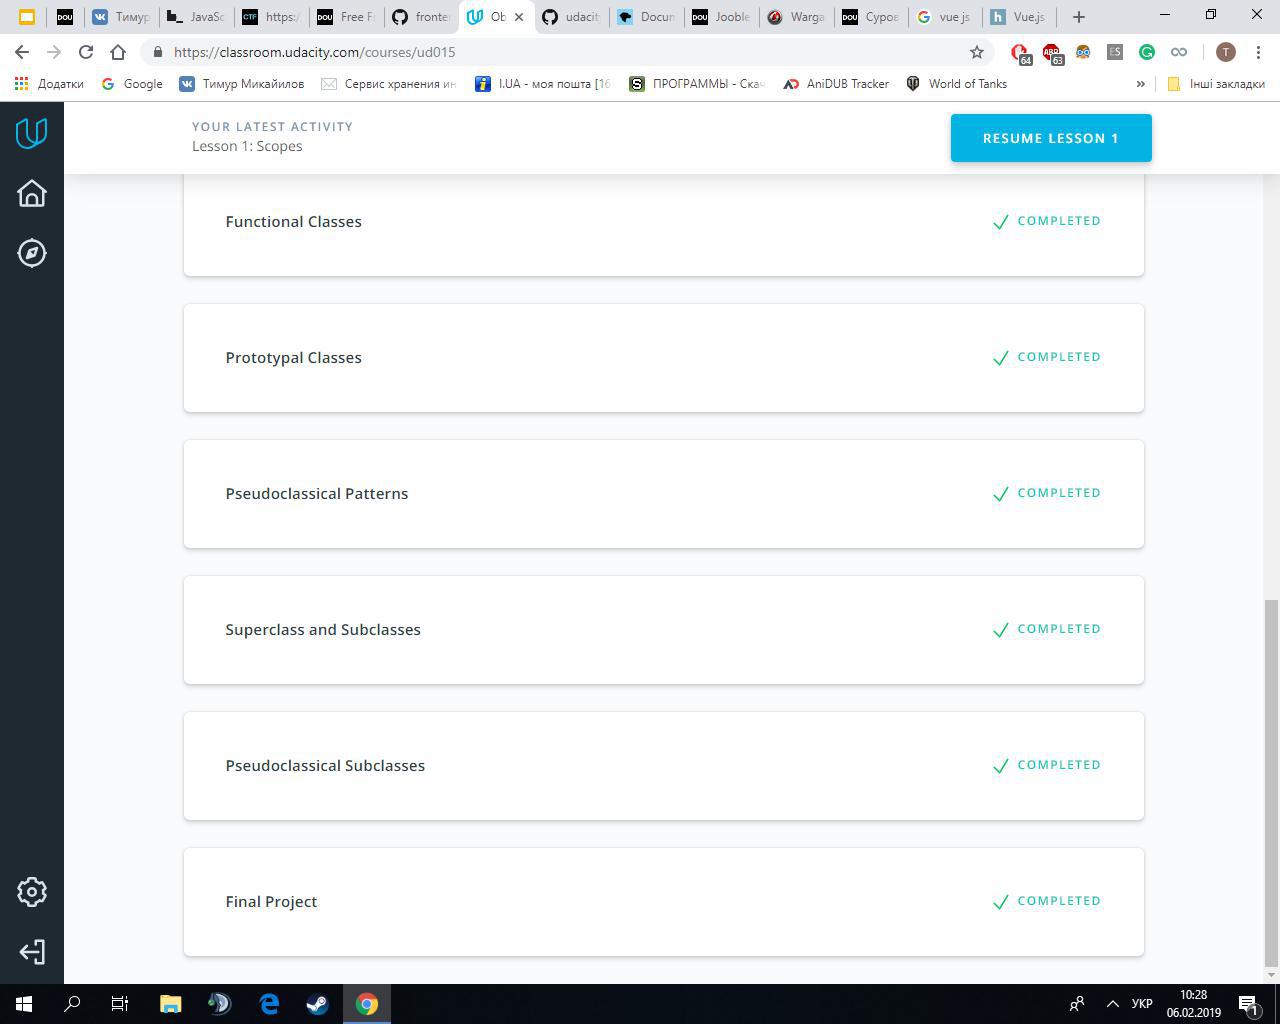 DOU Тимур JavaSc CTF https:/ DOU Free F fronte Ob udacit Docum DOU Jooble Warga DOU Суров vue js Vue.js
https://classroom.udacity.com/courses/ud015 64 ABP 63 ES T
Додатки Google Тимур Микайлов Сервис хранения ин I.UA - моя пошта [16 ПРОГРАММЫ - Скач AniDUB Tracker World of Tanks » Інші закладки
YOUR LATEST ACTIVITY
Lesson 1: Scopes
RESUME LESSON 1
Functional Classes COMPLETED
Prototypal Classes COMPLETED
Pseudoclassical Patterns COMPLETED
Superclass and Subclasses COMPLETED
Pseudoclassical Subclasses COMPLETED
Final Project COMPLETED
УКР 10:28
06.02.2019 1